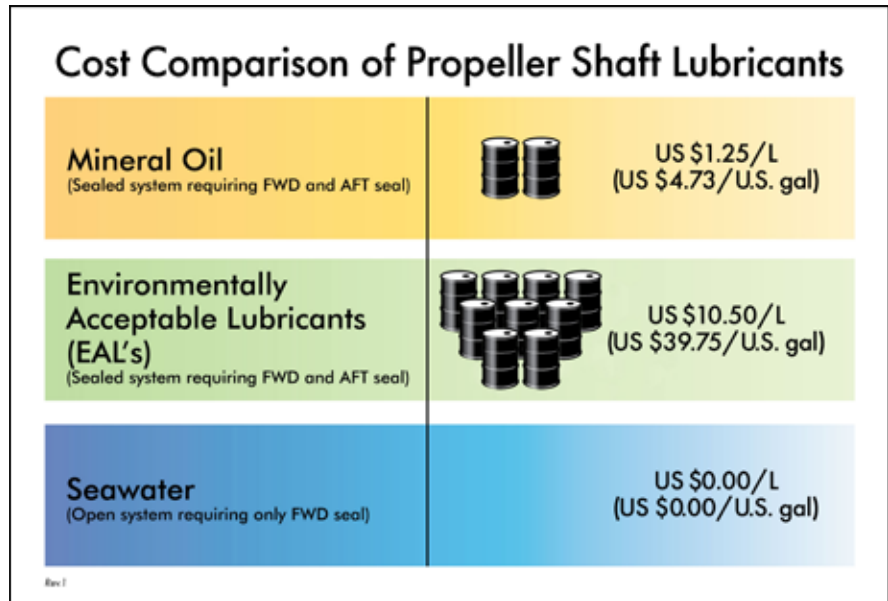 Cost Comparison of Propeller Shaft Lubricants
Mineral Oil
(Sealed system requiring FWD and AFT seal)
US $1.25/L
(US $4.73/U.S. gal)
Environmentally
Acceptable Lubricants
(EAL's)
(Sealed system requiring FWD and AFT seal)
US $10.50/L
(US $39.75/U.S. gal)
Seawater
(Open system requiring only FWD seal)
US $0.00/L
(US $0.00/U.S. gal)
Rev.1